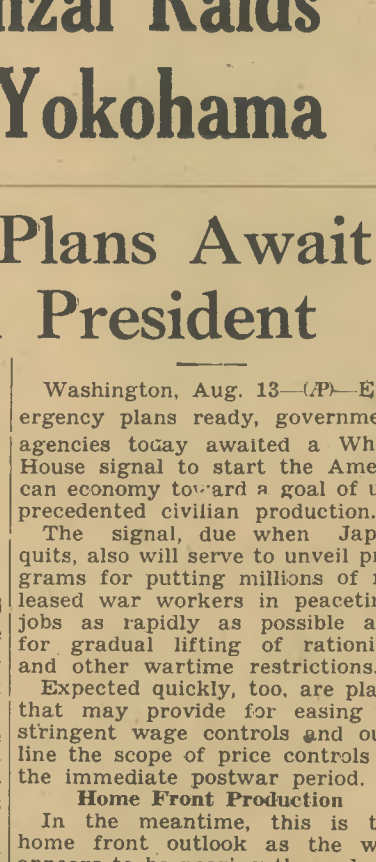 nzai Raids
Yokohama
Plans Await
President
Washington, Aug. 13—(AP)—E
ergency plans ready, governme
agencies today awaited a Wh
House signal to start the Ame
can economy toward a goal of u
precedented civilian production.
The signal, due when Jap
quits, also will serve to unveil pr
grams for putting millions of r
leased war workers in peacetin
jobs as rapidly as possible a
for gradual lifting of rationi
and other wartime restrictions.
Expected quickly, too, are pla
that may provide for easing
stringent wage controls and ou
line the scope of price controls
the immediate postwar period.
Home Front Production
In the meantime, this is t
home front outlook as the w